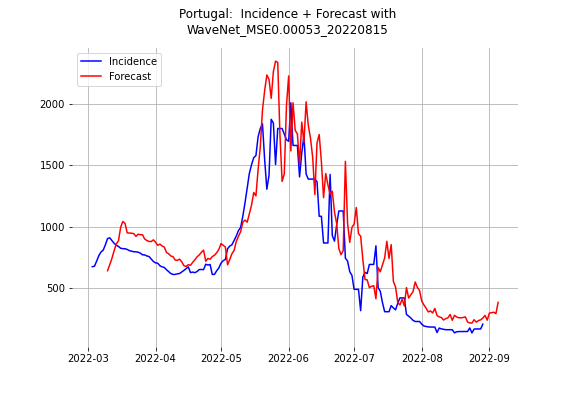 Portugal:  Incidence + Forecast with
WaveNet_MSE0.00053_20220815
Incidence
Forecast
2000
1500
1000
500
2022-03
2022-04
2022-05
2022-06
2022-07
2022-08
2022-09